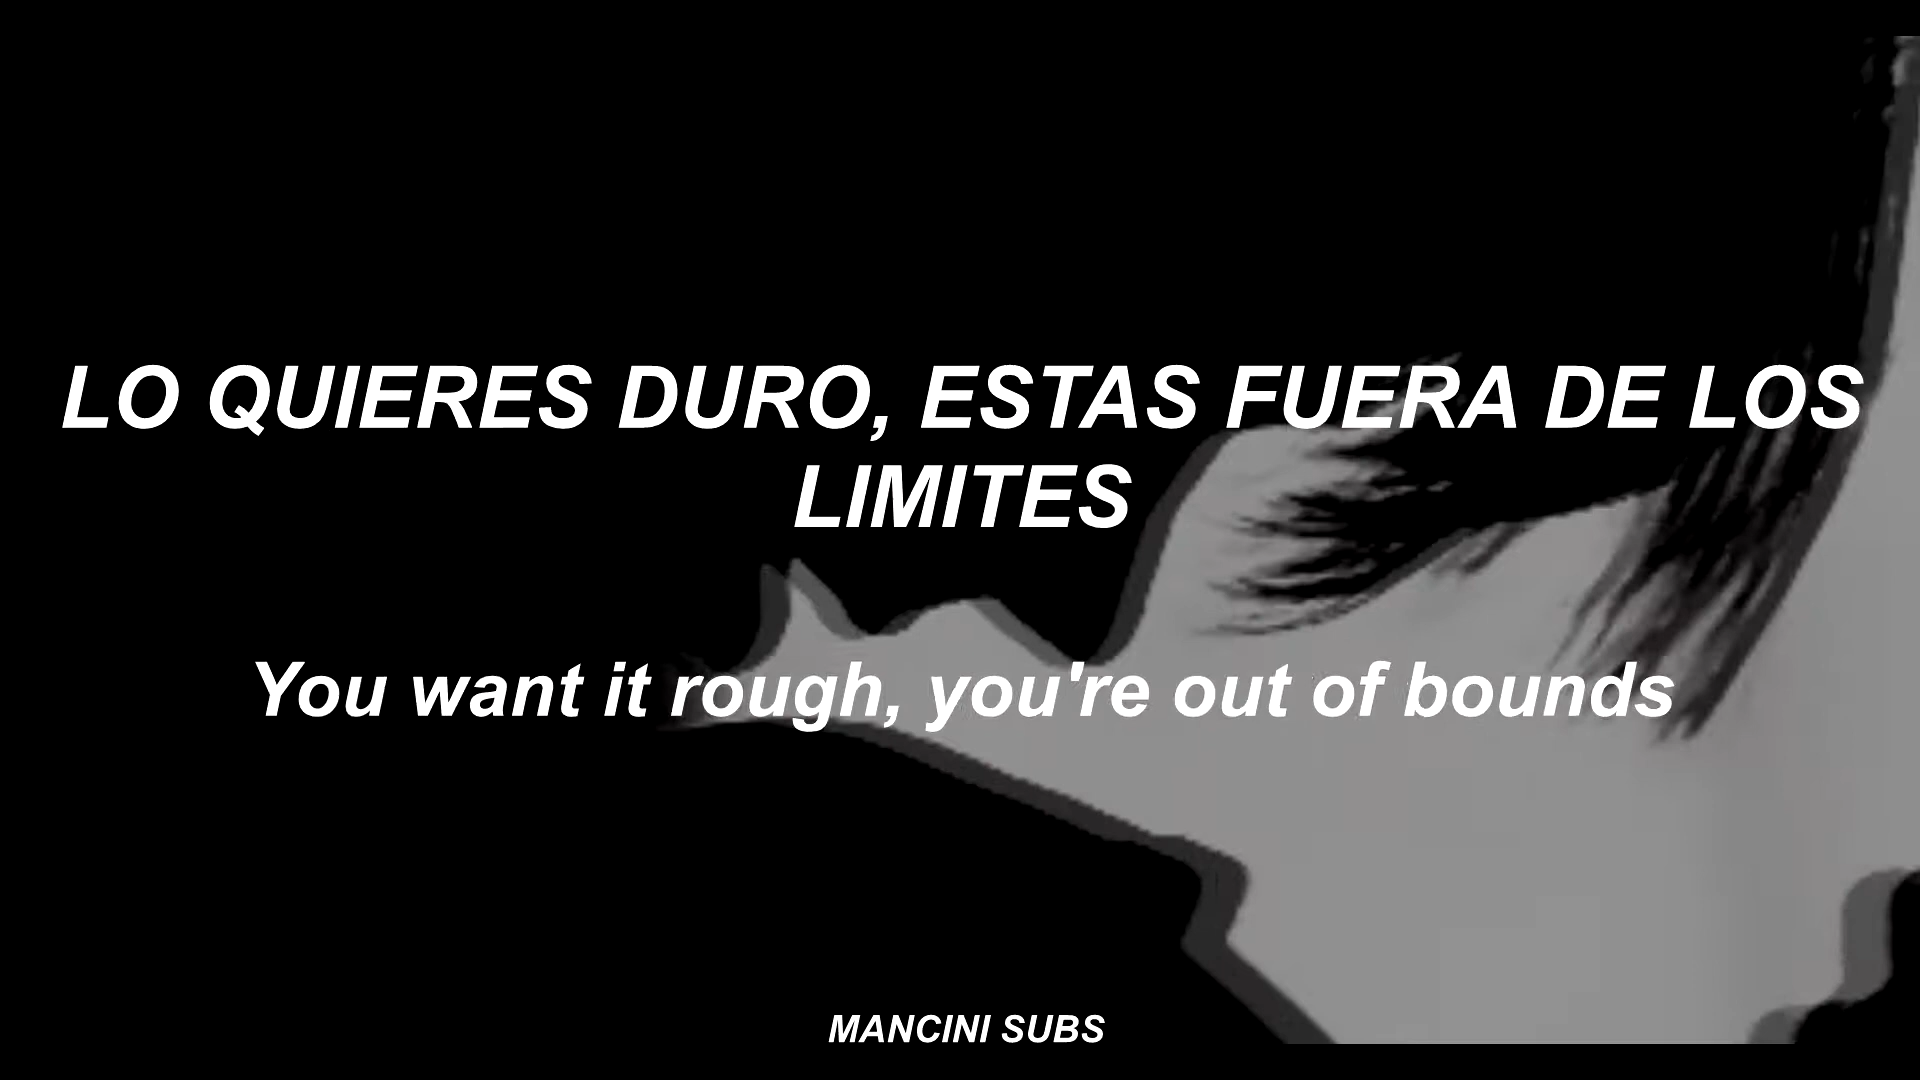 LO QUIERES DURO, ESTAS FUERA DE LOS
LIMITES
You want it rough, you're out of bounds
MANCINI SUBS